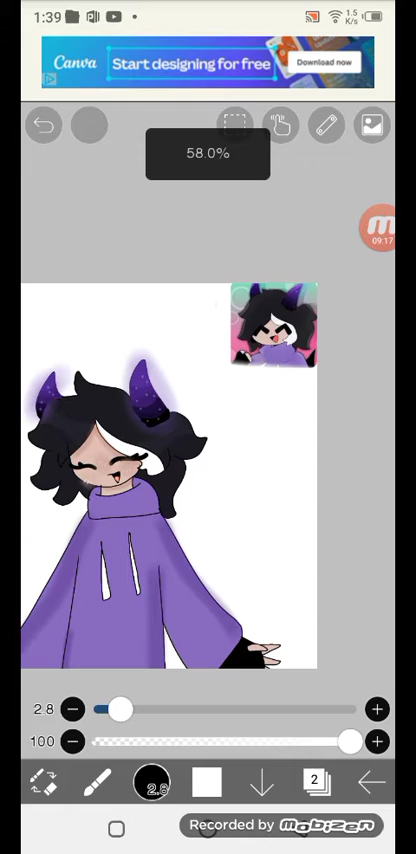 1:39
1.5
K/s
Canva
Start designing for free
Download now
58.0%
09:17
2.8
100
2.8
2
Recorded by mobizen